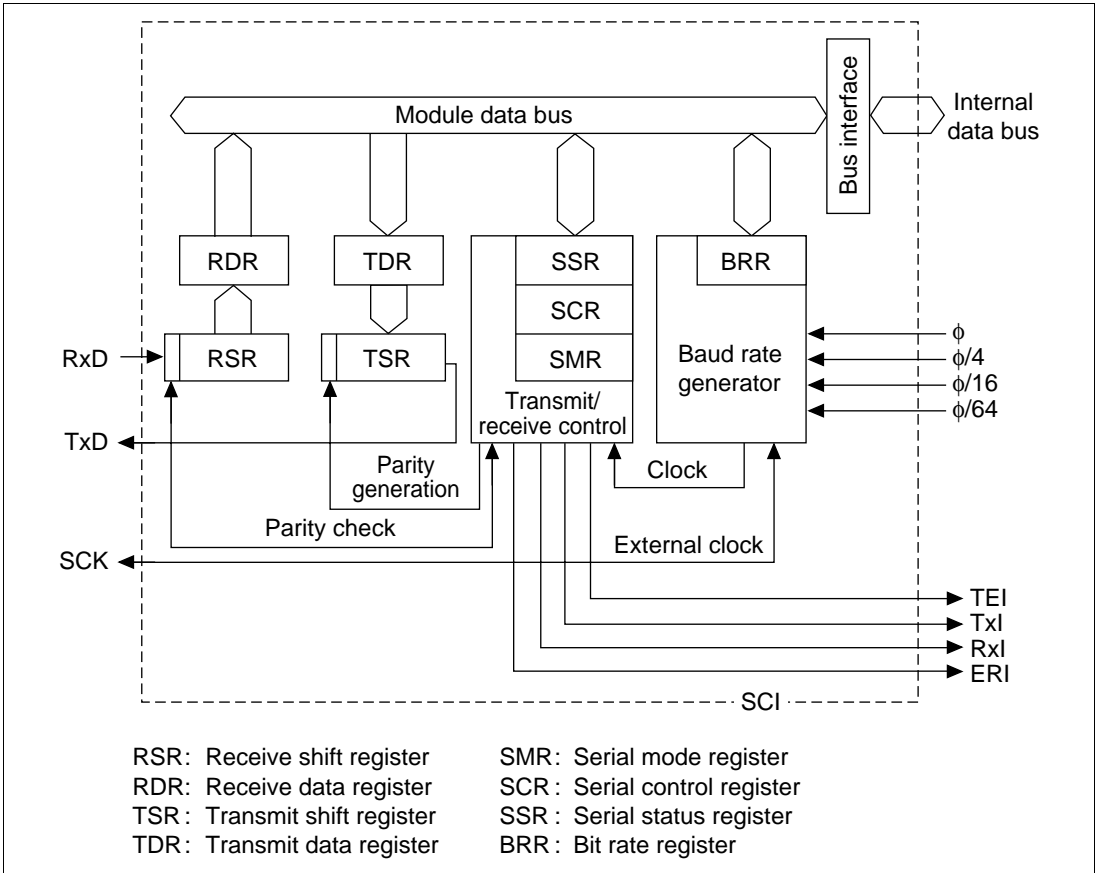 Bus interface
Module data bus
Internal
data bus
RDR
TDR
SSR
BRR
SCR
RxD
RSR
TSR
SMR
Baud rate
generator
ϕ
ϕ/4
ϕ/16
ϕ/64
Transmit/
receive control
TxD
Parity
generation
Clock
Parity check
SCK
External clock
TEI
TxI
RxI
ERI
SCI
RSR: Receive shift register
RDR: Receive data register
TSR: Transmit shift register
TDR: Transmit data register
SMR: Serial mode register
SCR: Serial control register
SSR: Serial status register
BRR: Bit rate register